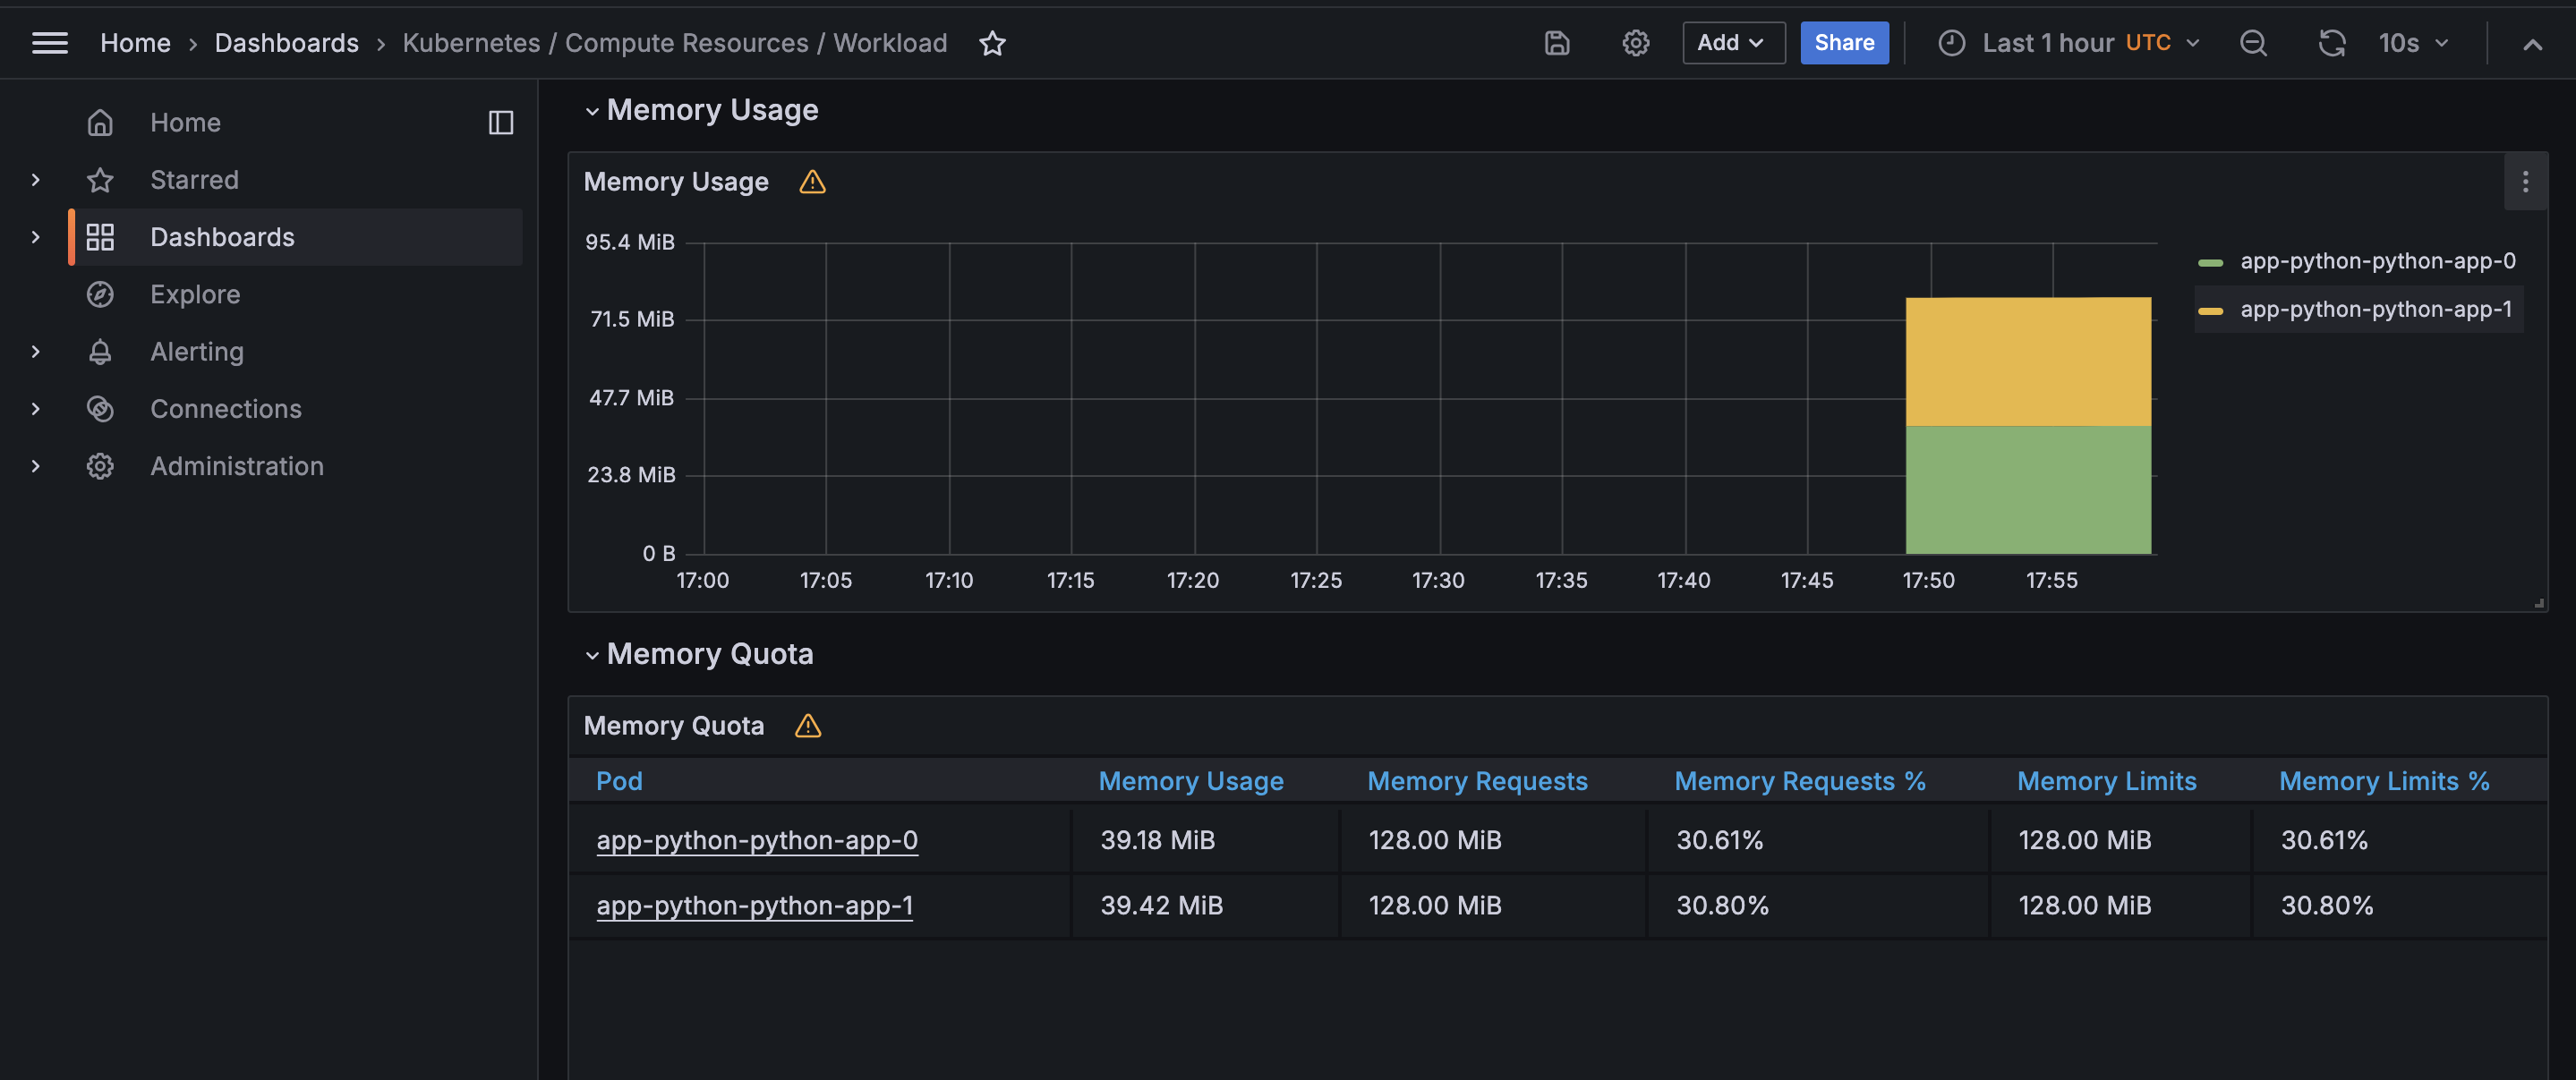 Home › Dashboards › Kubernetes / Compute Resources / Workload
Add
Share
Last 1 hour UTC
10s
Home
Starred
Dashboards
Explore
Alerting
Connections
Administration
Memory Usage
Memory Usage
95.4 MiB
71.5 MiB
47.7 MiB
23.8 MiB
0 B
17:00 17:05 17:10 17:15 17:20 17:25 17:30 17:35 17:40 17:45 17:50 17:55
app-python-python-app-0
app-python-python-app-1
Memory Quota
Memory Quota
Pod Memory Usage Memory Requests Memory Requests % Memory Limits Memory Limits %
app-python-python-app-0 39.18 MiB 128.00 MiB 30.61% 128.00 MiB 30.61%
app-python-python-app-1 39.42 MiB 128.00 MiB 30.80% 128.00 MiB 30.80%